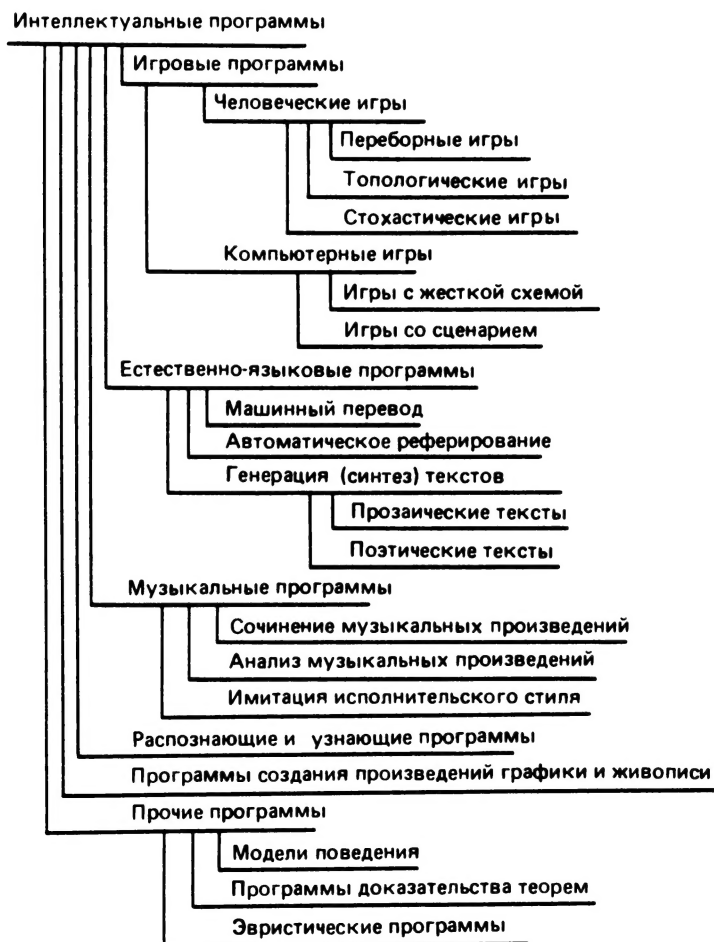 Интеллектуальные программы
Игровые программы
Человеческие игры
Переборные игры
Топологические игры
Стохастические игры
Компьютерные игры
Игры с жесткой схемой
Игры со сценарием
Естественно-языковые программы
Машинный перевод
Автоматическое реферирование
Генерация (синтез) текстов
Прозаические тексты
Поэтические тексты
Музыкальные программы
Сочинение музыкальных произведений
Анализ музыкальных произведений
Имитация исполнительского стиля
Распознающие и узнающие программы
Программы создания произведений графики и живописи
Прочие программы
Модели поведения
Программы доказательства теорем
Эвристические программы